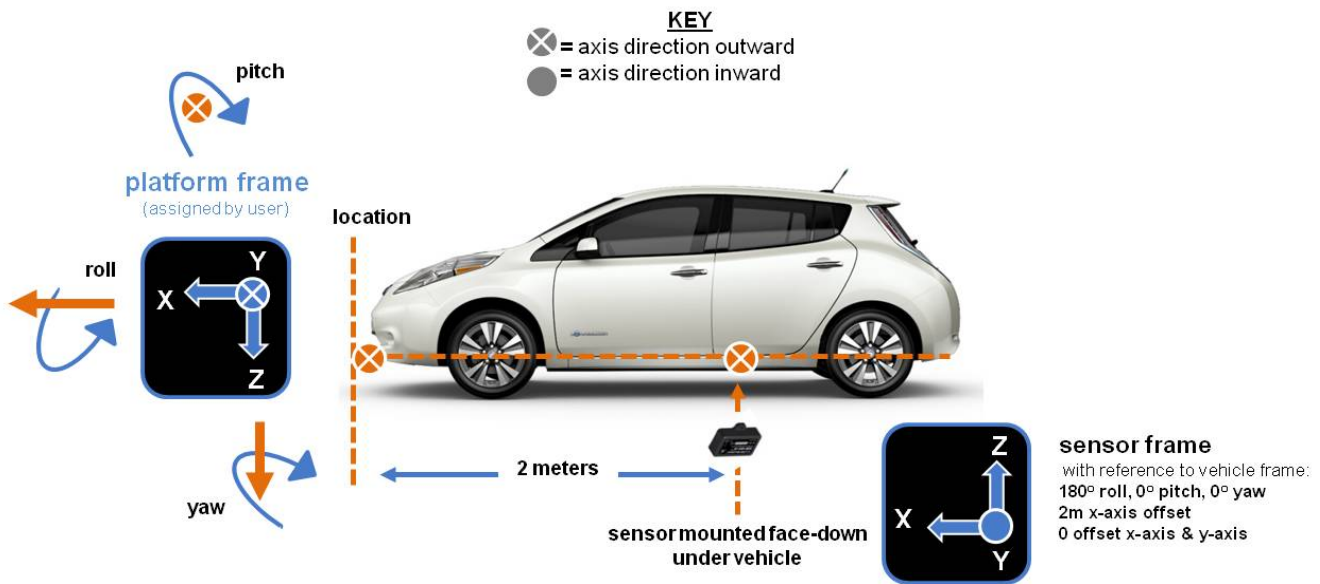 KEY
= axis direction outward
= axis direction inward
pitch
platform frame
(assigned by user)
location
roll
Y
X
Z
yaw
2 meters
sensor mounted face-down
under vehicle
Z
X
Y
sensor frame
with reference to vehicle frame:
180º roll, 0º pitch, 0º yaw
2m x-axis offset
0 offset x-axis & y-axis